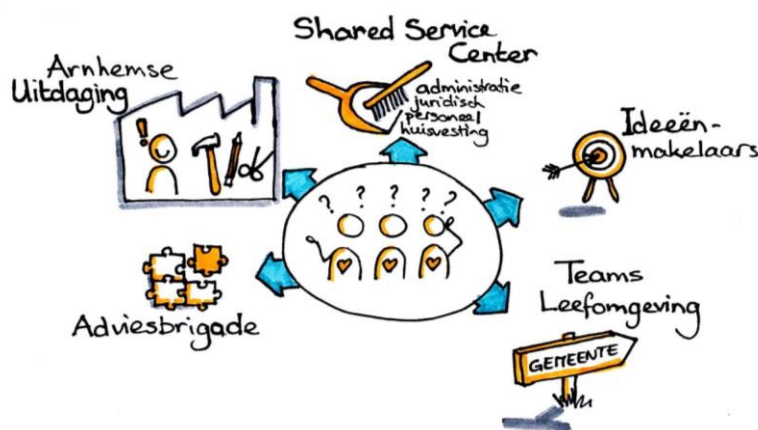 Arnhemse
Uitdaging
!
Shared Service
Center
administratie
juridisch
personeel
huisvesting
Ideeën-
makelaars
? ? ? ? ?
Adviesbrigade
Teams
Leefomgeving
GEMEENTE